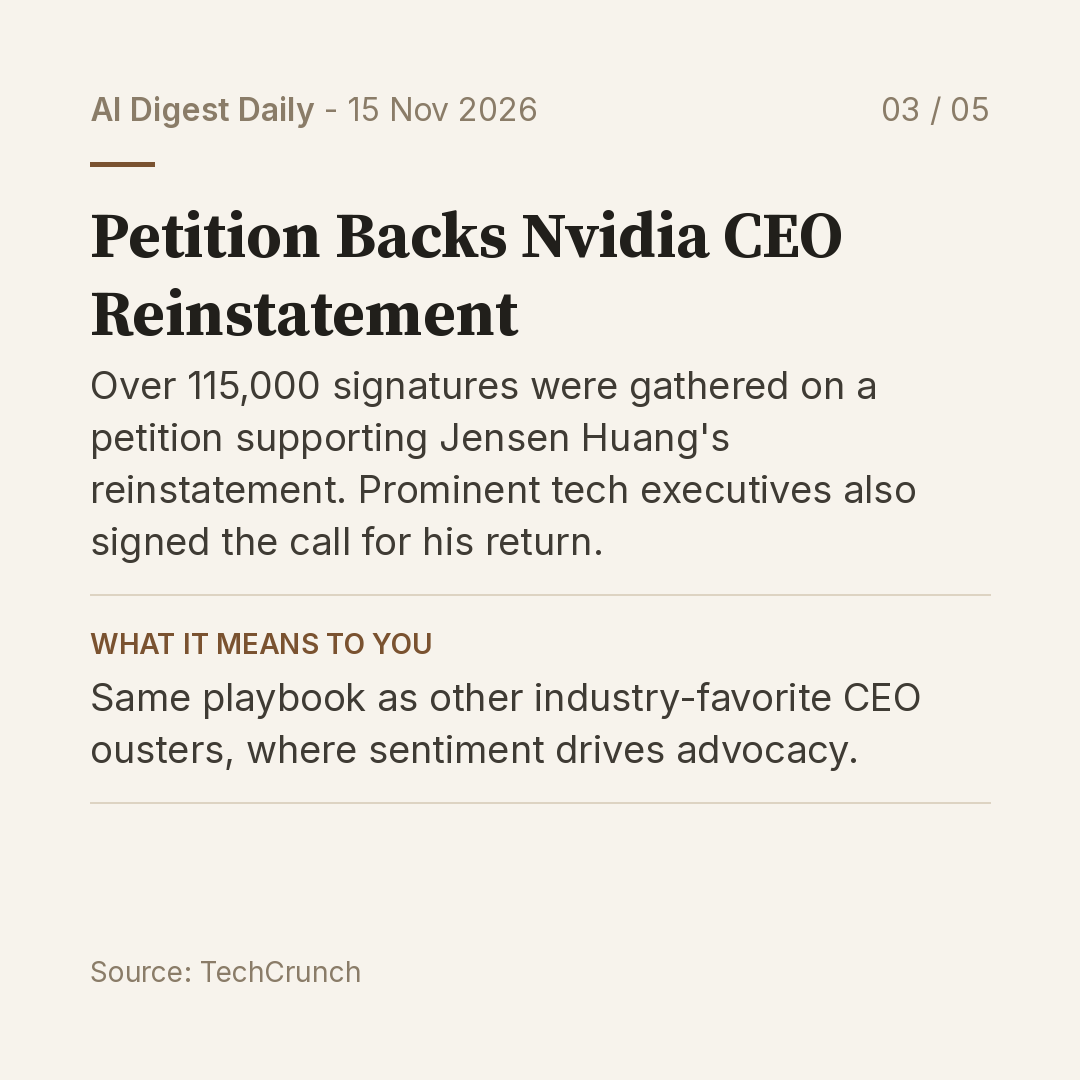 AI Digest Daily - 15 Nov 2026
03 / 05
Petition Backs Nvidia CEO
Reinstatement
Over 115,000 signatures were gathered on a
petition supporting Jensen Huang's
reinstatement. Prominent tech executives also
signed the call for his return.
WHAT IT MEANS TO YOU
Same playbook as other industry-favorite CEO
ousters, where sentiment drives advocacy.
Source: TechCrunch